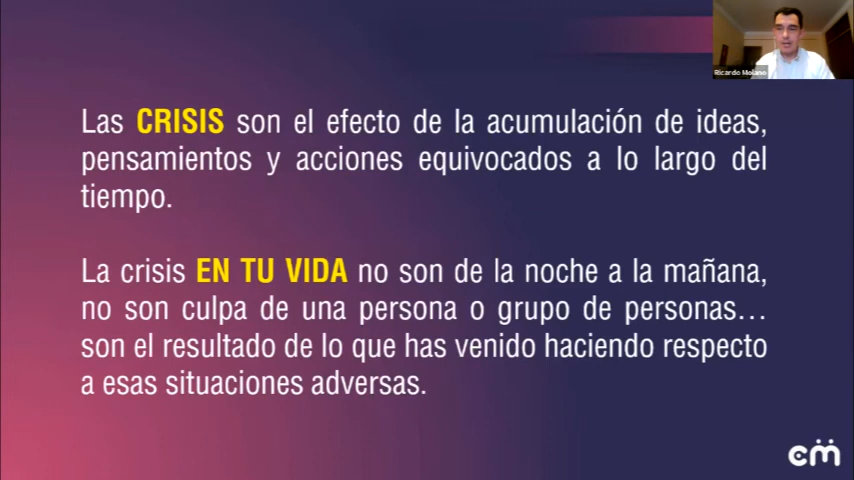 Ricardo Molano
Las CRISIS son el efecto de la acumulación de ideas,
pensamientos y acciones equivocados a lo largo del
tiempo.
La crisis EN TU VIDA no son de la noche a la mañana,
no son culpa de una persona o grupo de personas…
son el resultado de lo que has venido haciendo respecto
a esas situaciones adversas.
cm